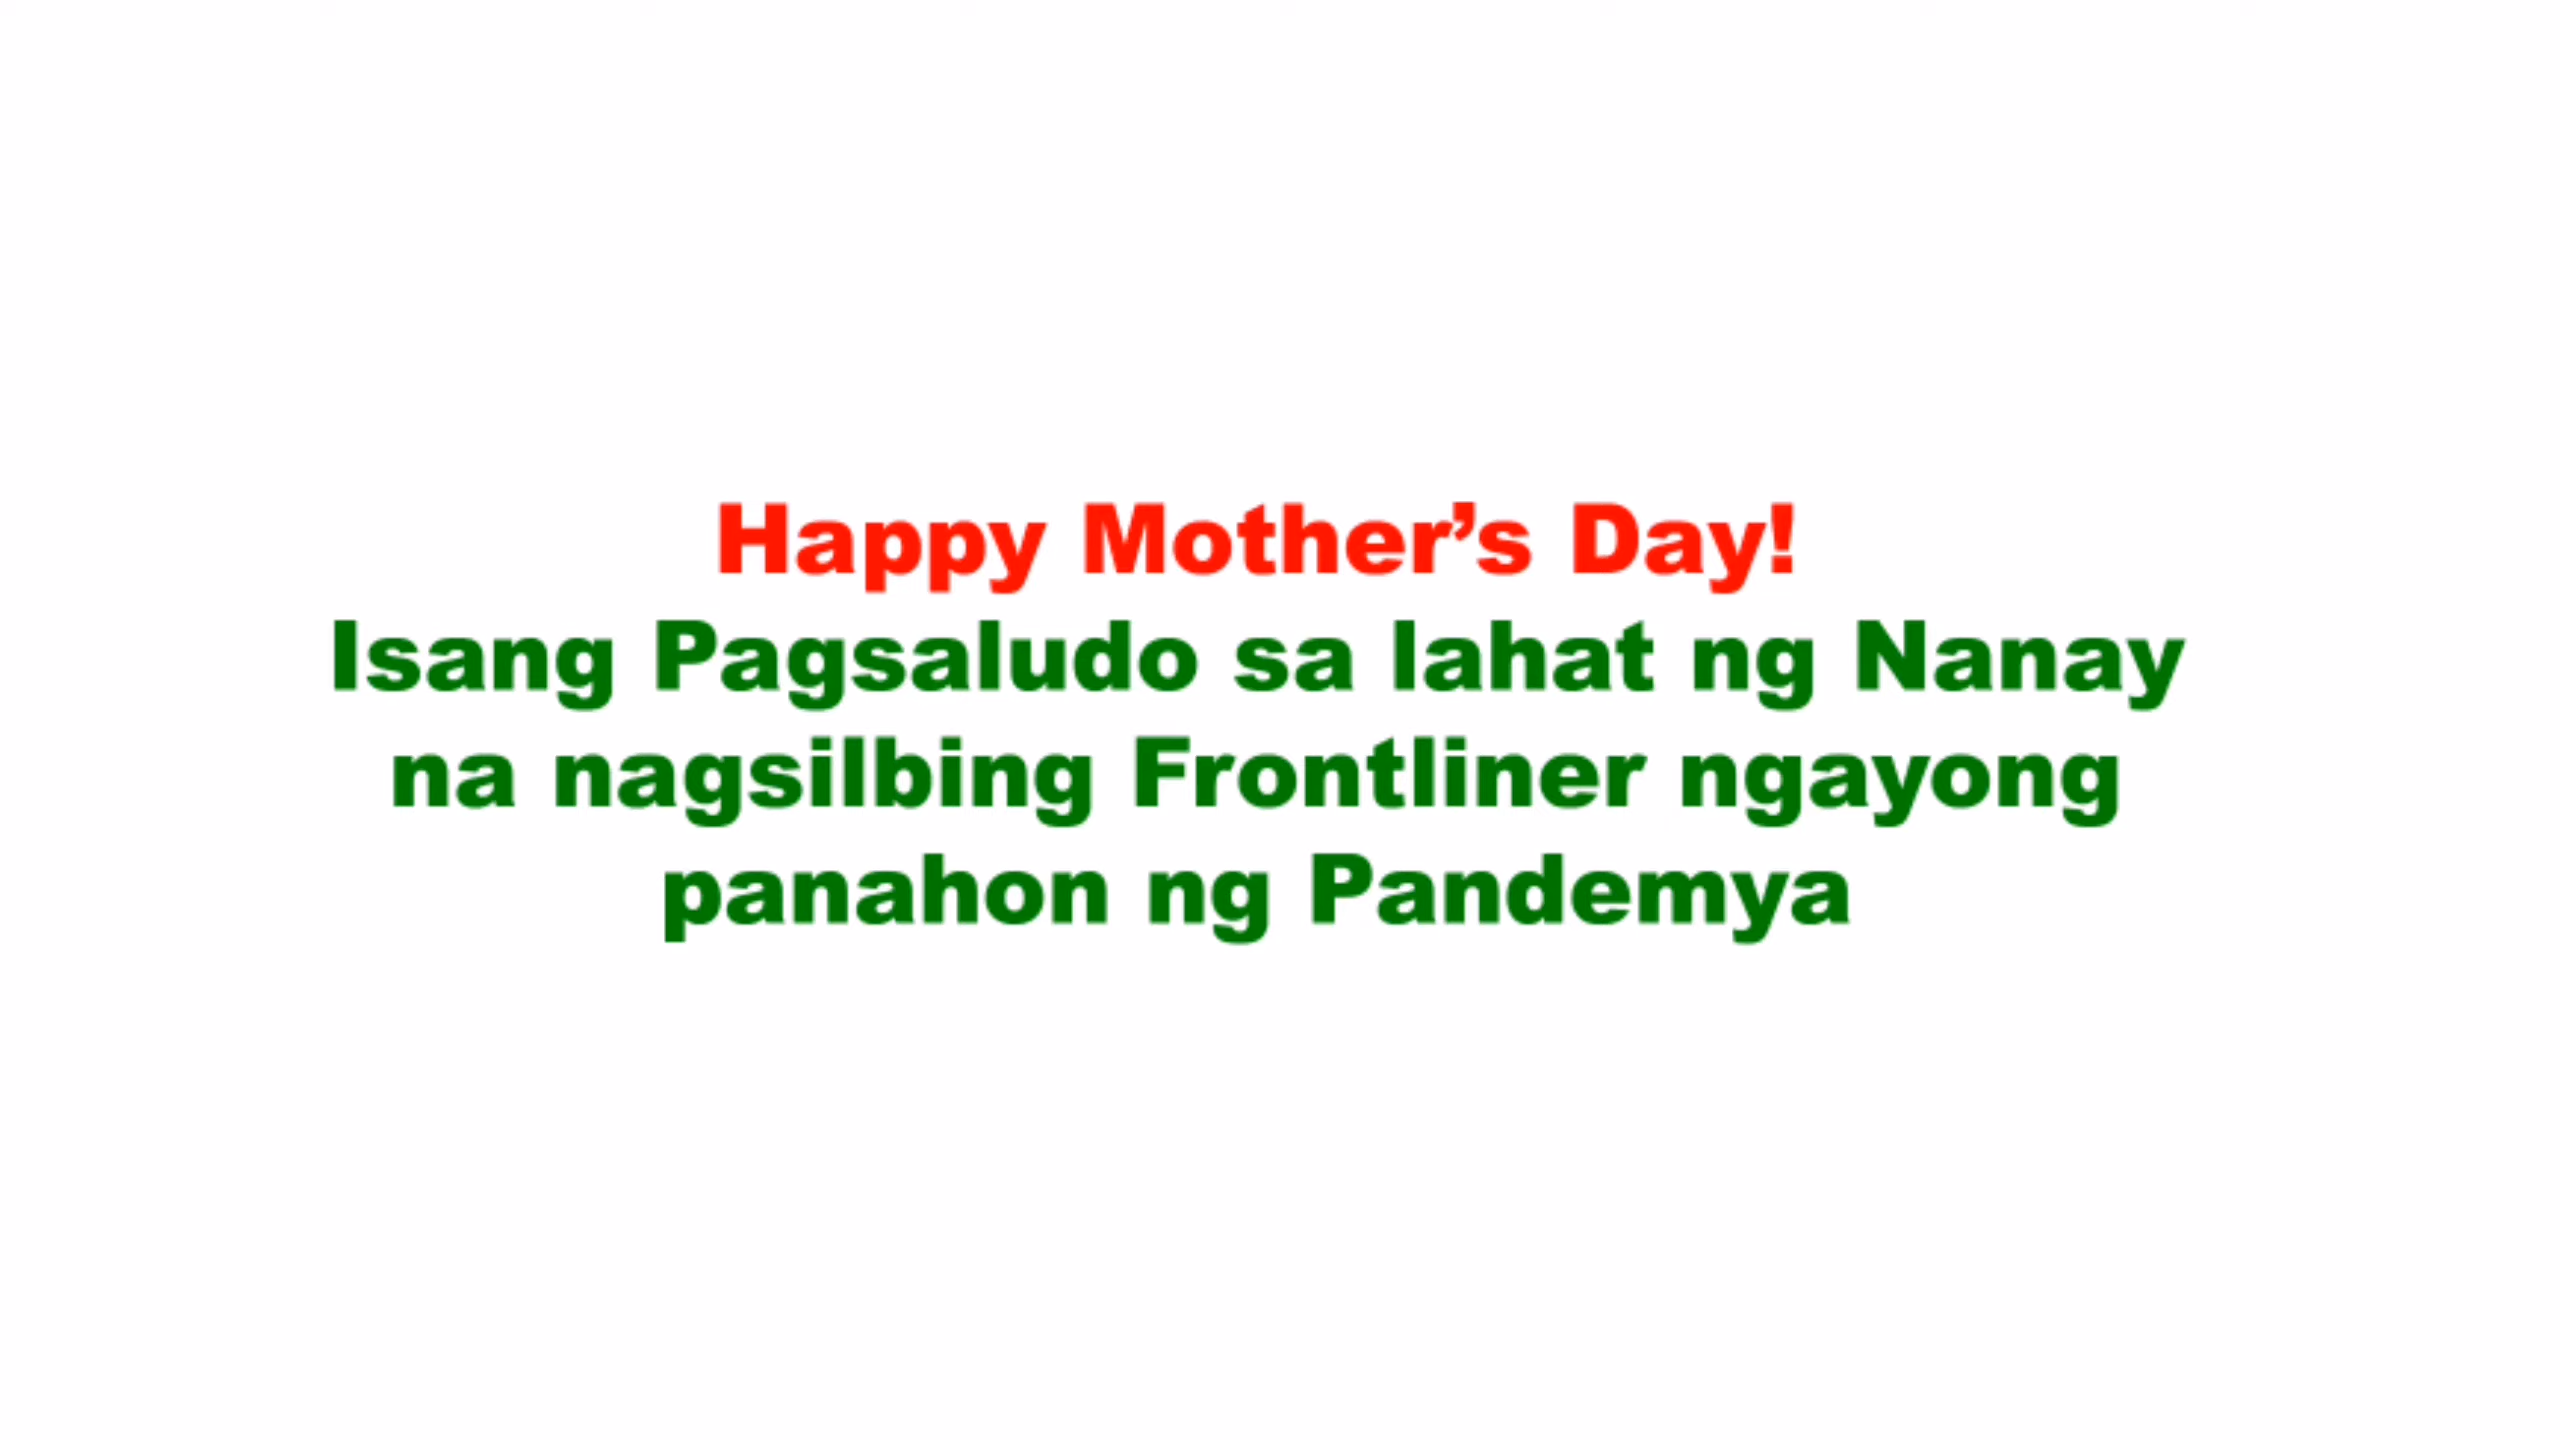 Happy Mother’s Day!
Isang Pagsaludo sa lahat ng Nanay
na nagsilbing Frontliner ngayong
panahon ng Pandemya